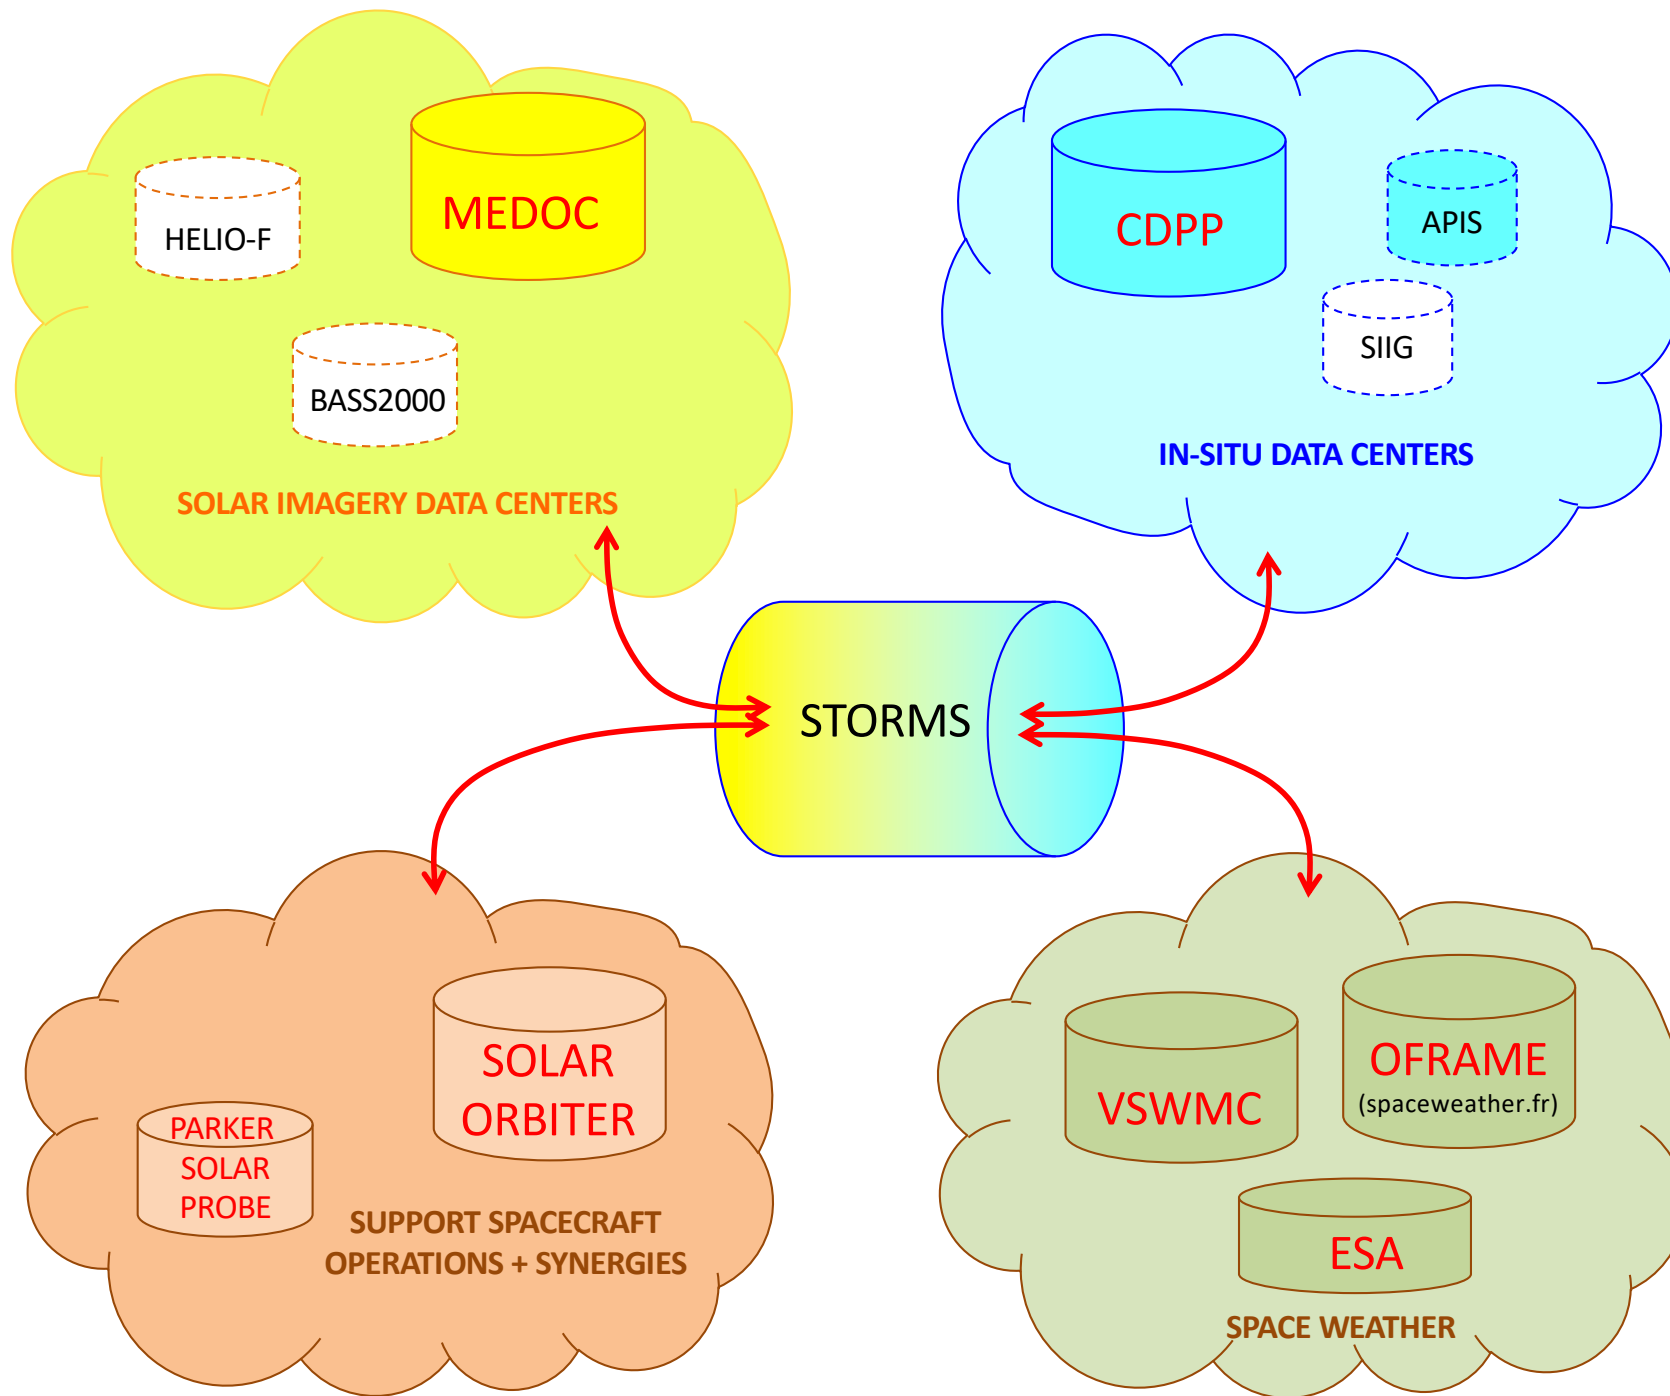 MEDOC
HELIO-F
BASS2000
SOLAR IMAGERY DATA CENTERS
CDPP
APIS
SIIG
IN-SITU DATA CENTERS
STORMS
SOLAR
ORBITER
PARKER
SOLAR
PROBE
SUPPORT SPACECRAFT
OPERATIONS + SYNERGIES
OFRAME
(spaceweather.fr)
VSWMC
ESA
SPACE WEATHER